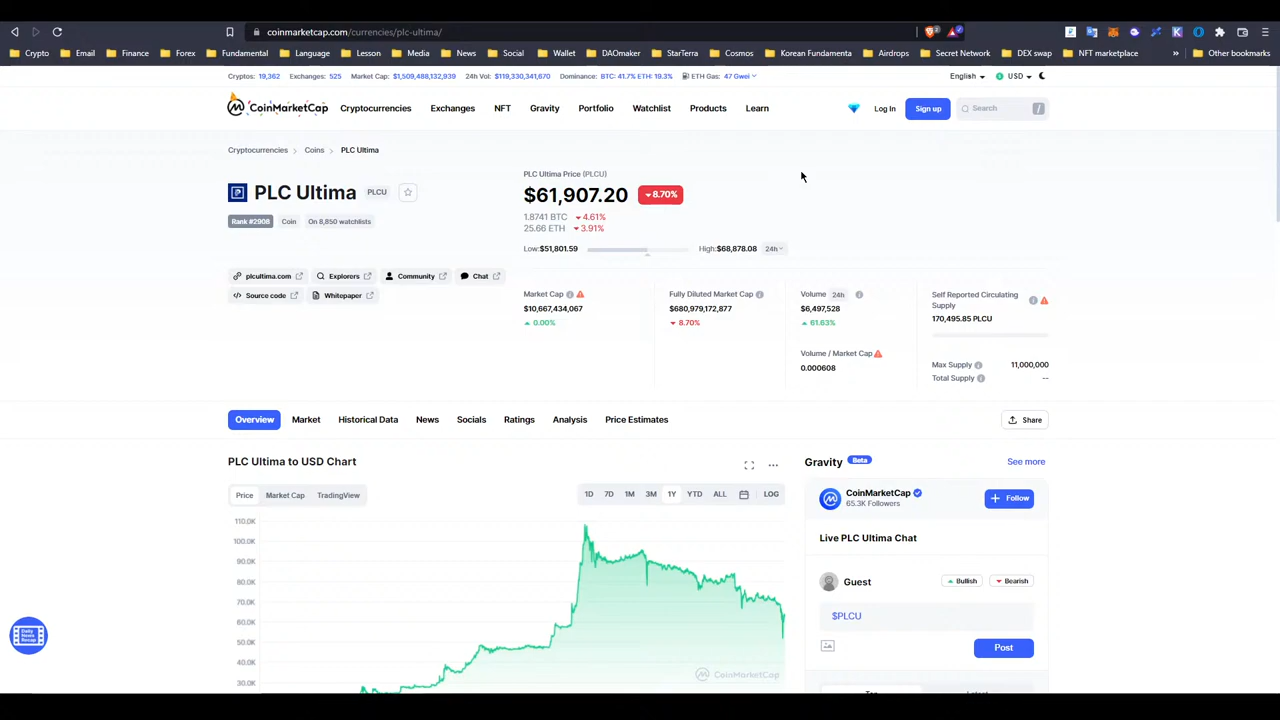 coinmarketcap.com/currencies/plc-ultima/
Crypto Email Finance Forex Fundamental Language Lesson Media News Social Wallet DAOmaker StarTerra Cosmos Korean Fundamenta Airdrops Secret Network DEX swap NFT marketplace » Other bookmarks
Cryptos: 19,362 Exchanges: 525 Market Cap: $1,509,488,132,939 24h Vol: $119,330,341,670 Dominance: BTC: 41.7% ETH: 19.3% ETH Gas: 47 Gwei English USD
CoinMarketCap Cryptocurrencies Exchanges NFT Gravity Portfolio Watchlist Products Learn Log In Sign up Search /
Cryptocurrencies > Coins > PLC Ultima
PLC Ultima Price (PLCU)
PLC Ultima PLCU $61,907.20 8.70%
1.8741 BTC 4.61%
Rank #2908 Coin On 8,850 watchlists
25.66 ETH 3.91%
Low: $51,801.59 High: $68,878.08 24h
plcultima.com Explorers Community Chat
Source code Whitepaper
Market Cap
$10,667,434,067
0.00%
Fully Diluted Market Cap
$680,979,172,877
8.70%
Volume 24h
$6,497,528
61.63%
Volume / Market Cap
0.000608
Self Reported Circulating
Supply
170,495.85 PLCU
Max Supply 11,000,000
Total Supply --
Overview Market Historical Data News Socials Ratings Analysis Price Estimates Share
PLC Ultima to USD Chart
Price Market Cap TradingView 1D 7D 1M 3M 1Y YTD ALL LOG
110.0K
100.0K
90.0K
80.0K
70.0K
60.0K
50.0K
40.0K
30.0K
CoinMarketCap
Gravity Beta See more
CoinMarketCap
65.3K Followers
+ Follow
Live PLC Ultima Chat
Guest Bullish Bearish
$PLCU
Post
Daily
News
Recap